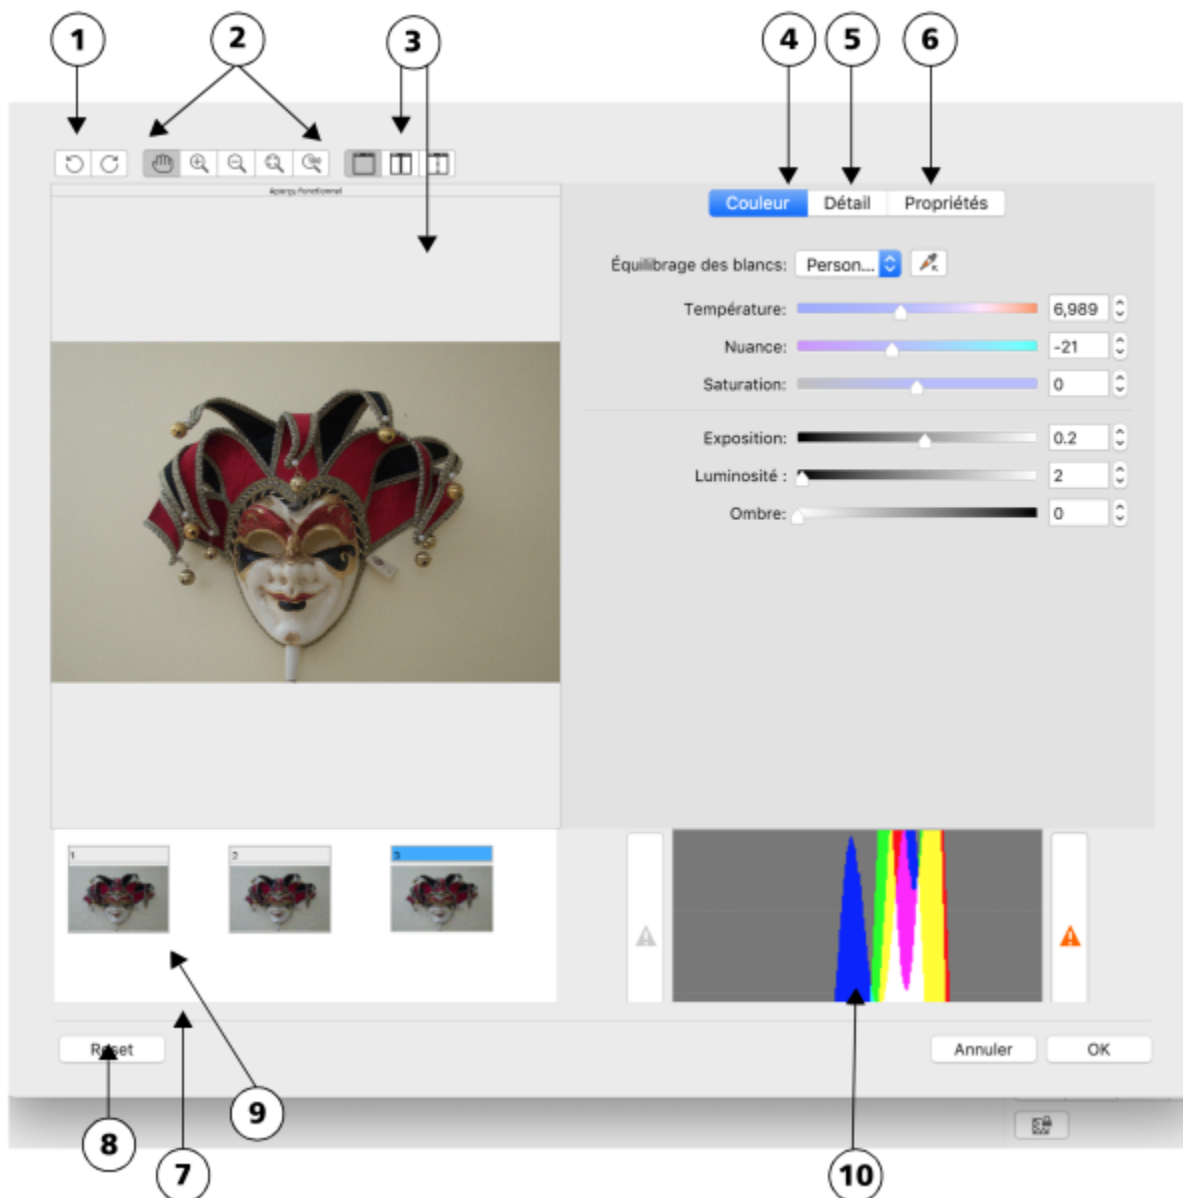 1
2
3
4
5
6
Aperçu fonctionnel
Couleur
Détail
Propriétés
Équilibrage des blancs:
Person...
Température:
6,989
Nuance:
-21
Saturation:
0
Exposition:
0.2
Luminosité :
2
Ombre:
0
1
2
3
Reset
Annuler
OK
9
8
7
10